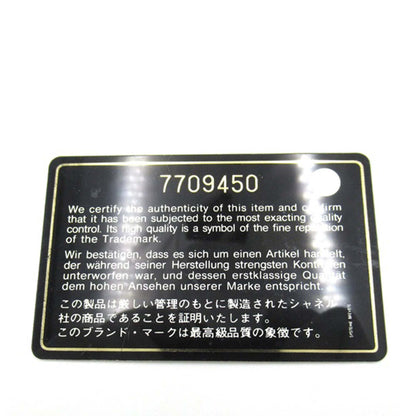 7709450
We certify the authenticity of this item and confirm
that it has been subjected to the most exacting quality
control. Its high quality is a symbol of the fine reputation
of the Trademark.
Wir bestätigen, dass es sich um einen Artikel handelt,
der während seiner Herstellung strengsten Kontrollen
unterworfen war, und dessen erstklassige Qualität
dem hohen Ansehen unserer Marke entspricht.
この製品は厳しい管理のもとに製造されたシャネル
社の商品であることを証明いたします。
このブランド・マークは最高級品質の象徴です。